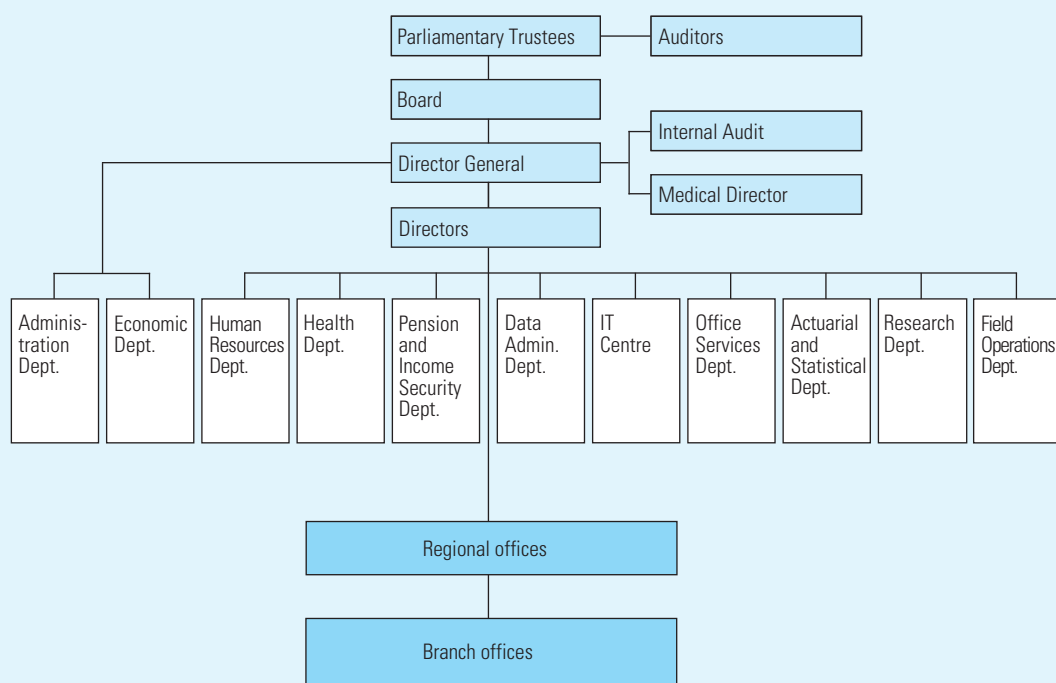 Parliamentary Trustees
Auditors
Board
Internal Audit
Director General
Medical Director
Directors
Adminis-
tration
Dept.
Economic
Dept.
Human
Resources
Dept.
Health
Dept.
Pension
and
Income
Security
Dept.
Data
Admin.
Dept.
IT
Centre
Office
Services
Dept.
Actuarial
and
Statistical
Dept.
Research
Dept.
Field
Operations
Dept.
Regional offices
Branch offices